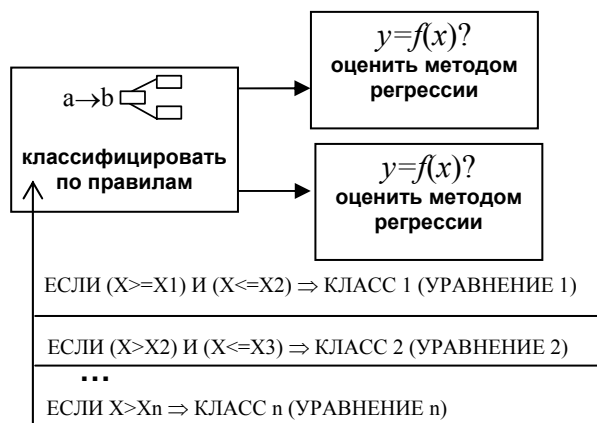 y=f(x)?
оценить методом
регрессии
a→b
классифицировать
по правилам
y=f(x)?
оценить методом
регрессии
ЕСЛИ (X>=X1) И (X<=X2) ⇒ КЛАСС 1 (УРАВНЕНИЕ 1)
ЕСЛИ (X>X2) И (X<=X3) ⇒ КЛАСС 2 (УРАВНЕНИЕ 2)
...
ЕСЛИ X>Xn ⇒ КЛАСС n (УРАВНЕНИЕ n)